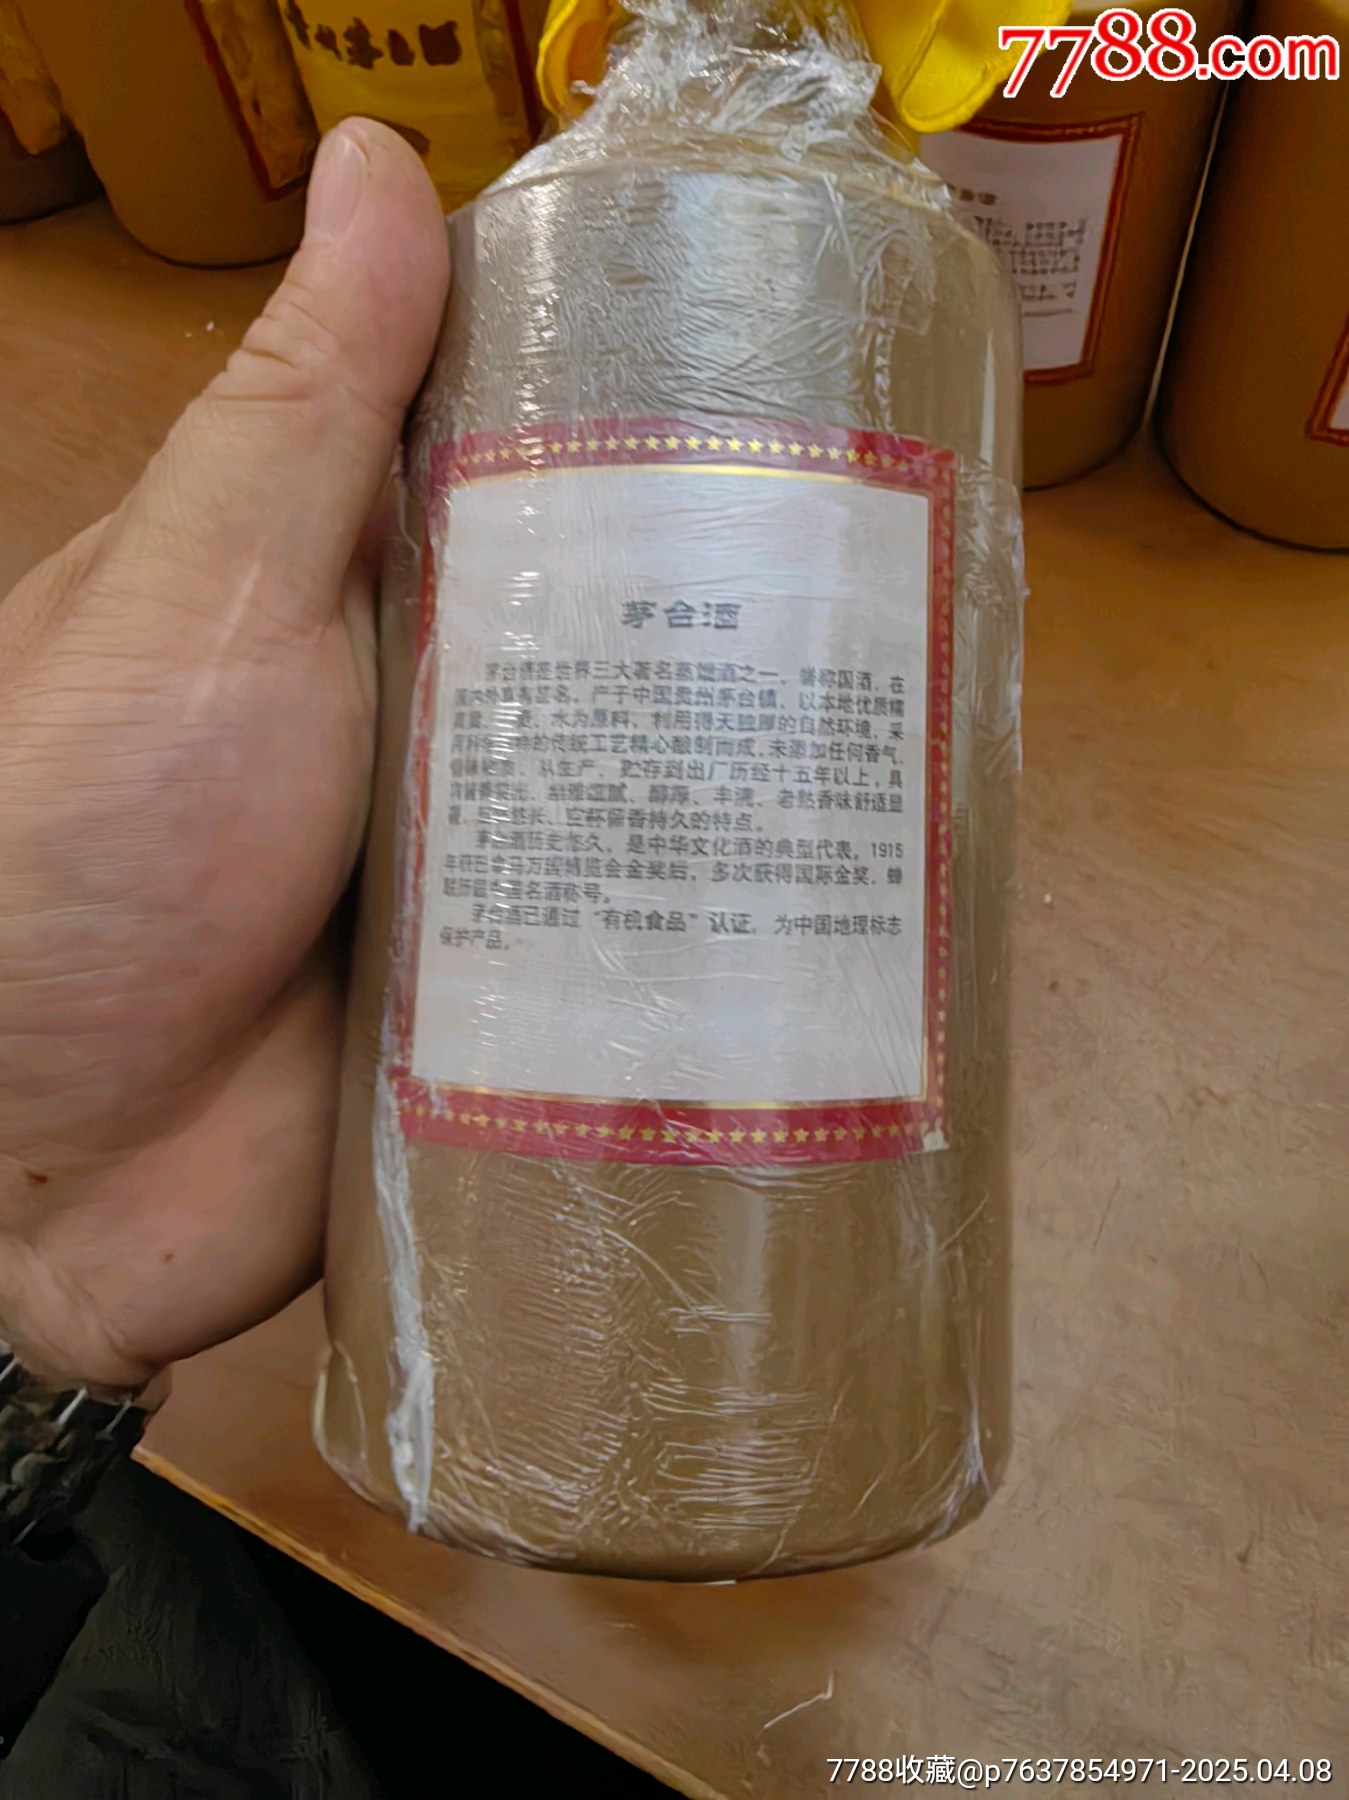 7788.com
茅台酒
茅台酒是世界三大著名蒸馏酒之一，誉称国酒，在
国内外享有盛名，产于中国贵州茅台镇，以本地优质糯
高粱、小麦、水为原料，利用得天独厚的自然环境，采
用科学独特的传统工艺精心酿制而成，未添加任何香气、
香味物质。从生产、贮存到出厂历经十五年以上，具
有酱香突出、幽雅细腻、醇厚、丰满、老熟香味舒适显
著、回味悠长、空杯留香持久的特点。
茅台酒历史悠久，是中华文化酒的典型代表，1915
年获巴拿马万国博览会金奖后，多次获得国际金奖，蝉
联历届中国名酒称号。
茅台酒已通过“有机食品”认证，为中国地理标志
保护产品。
7788收藏@p7637854971-2025.04.08